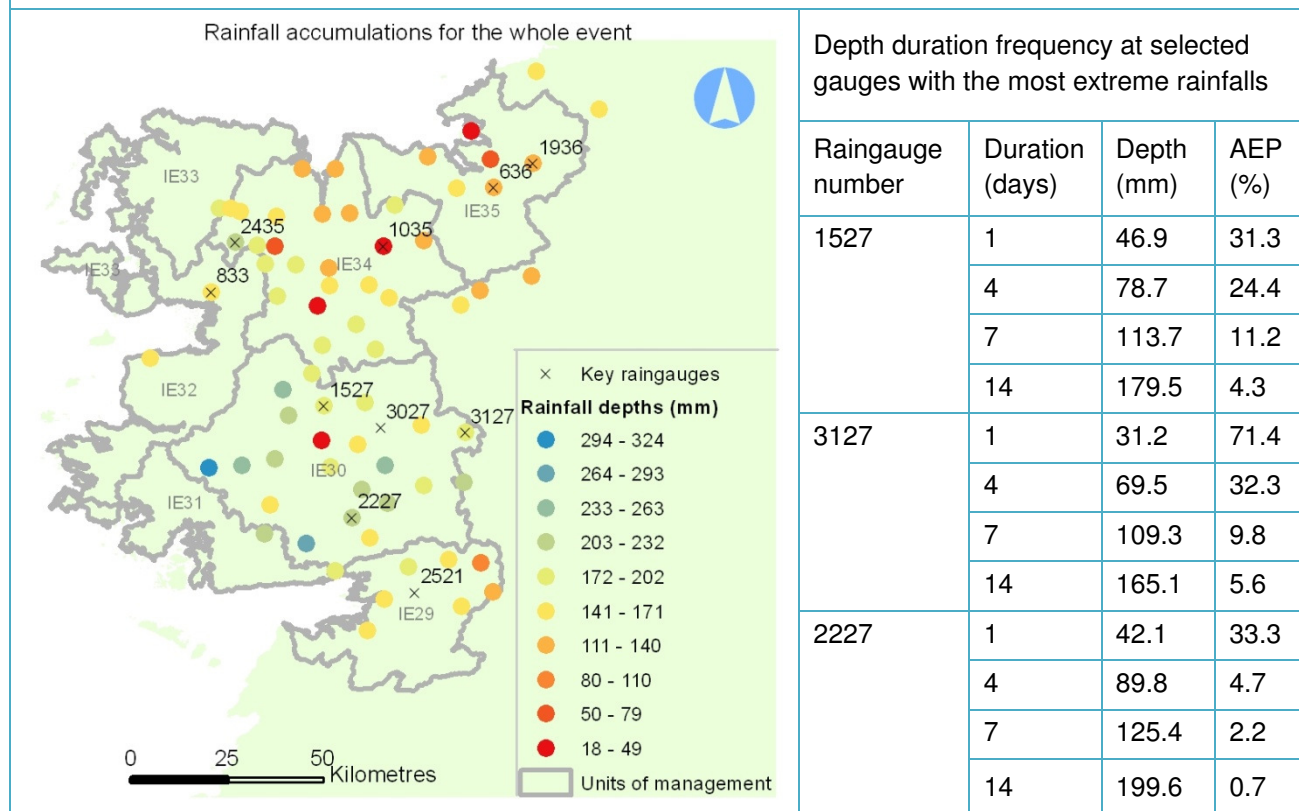 Rainfall accumulations for the whole event
1936
636
IE33
IE35
2435
1035
IE34
IE33
833
IE32
1527
3027
3127
IE30
IE31
2227
2521
IE29
× Key raingauges
Rainfall depths (mm)
294 - 324
264 - 293
233 - 263
203 - 232
172 - 202
141 - 171
111 - 140
80 - 110
50 - 79
18 - 49
Units of management
0 25 50
Kilometres
Depth duration frequency at selected
gauges with the most extreme rainfalls
Raingauge number Duration (days) Depth (mm) AEP (%)
1527 1 46.9 31.3
4 78.7 24.4
7 113.7 11.2
14 179.5 4.3
3127 1 31.2 71.4
4 69.5 32.3
7 109.3 9.8
14 165.1 5.6
2227 1 42.1 33.3
4 89.8 4.7
7 125.4 2.2
14 199.6 0.7